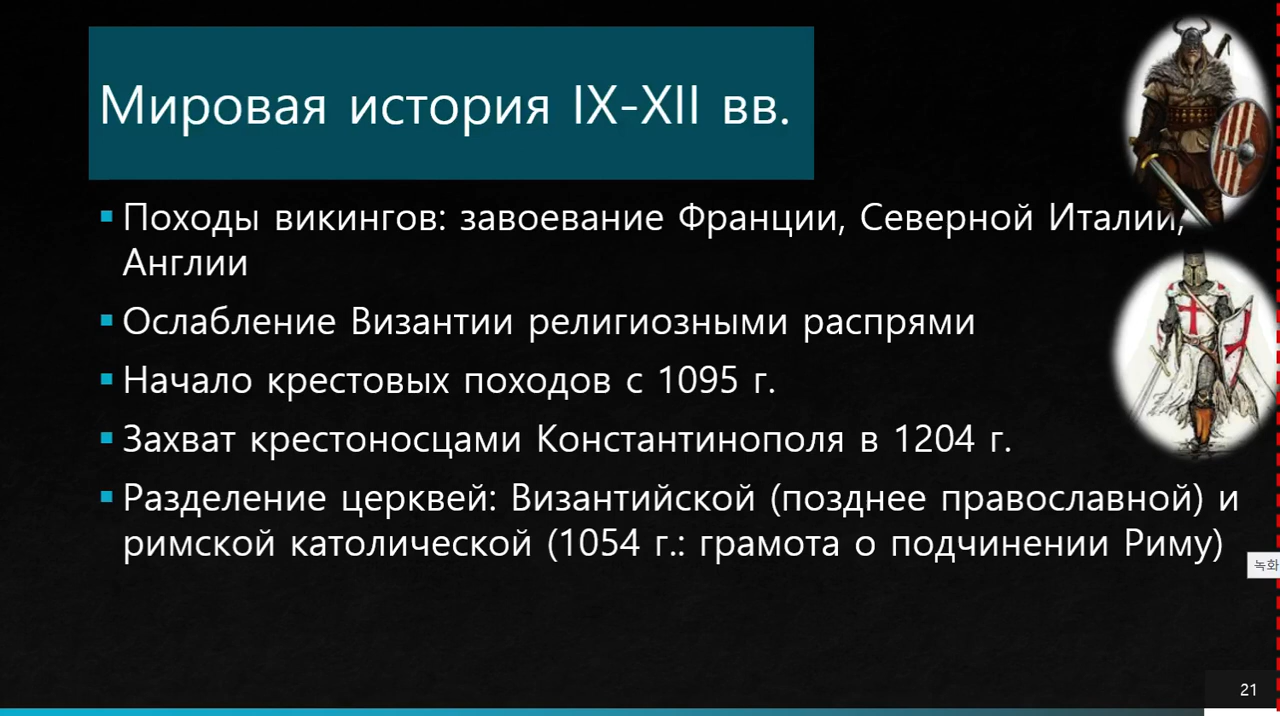 Мировая история IX-XII вв.
Походы викингов: завоевание Франции, Северной Италии,
Англии
Ослабление Византии религиозными распрями
Начало крестовых походов с 1095 г.
Захват крестоносцами Константинополя в 1204 г.
Разделение церквей: Византийской (позднее православной) и
римской католической (1054 г.: грамота о подчинении Риму)
녹화
21